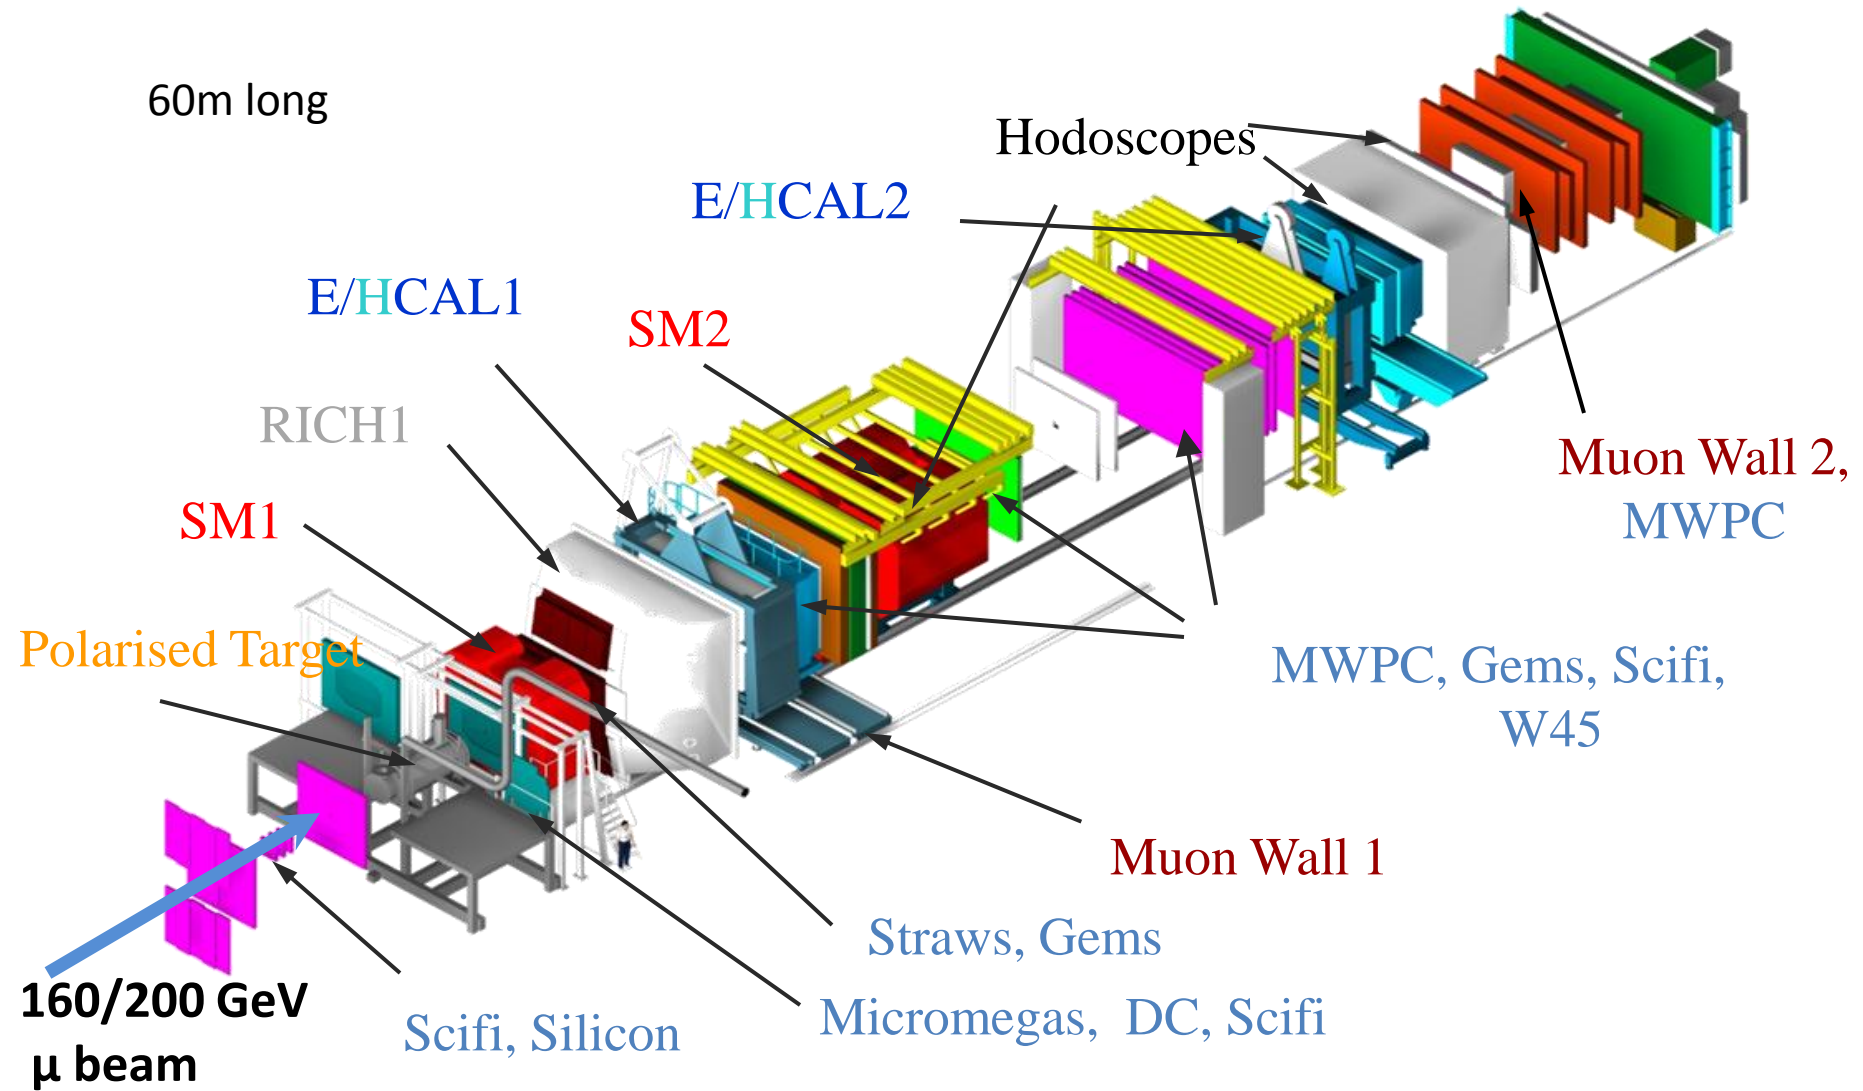 60m long
Hodoscopes
E/HCAL2
E/HCAL1
SM2
RICH1
Muon Wall 2,
MWPC
SM1
Polarised Target
MWPC, Gems, Scifi,
W45
Muon Wall 1
Straws, Gems
160/200 GeV
μ beam
Scifi, Silicon
Micromegas, DC, Scifi